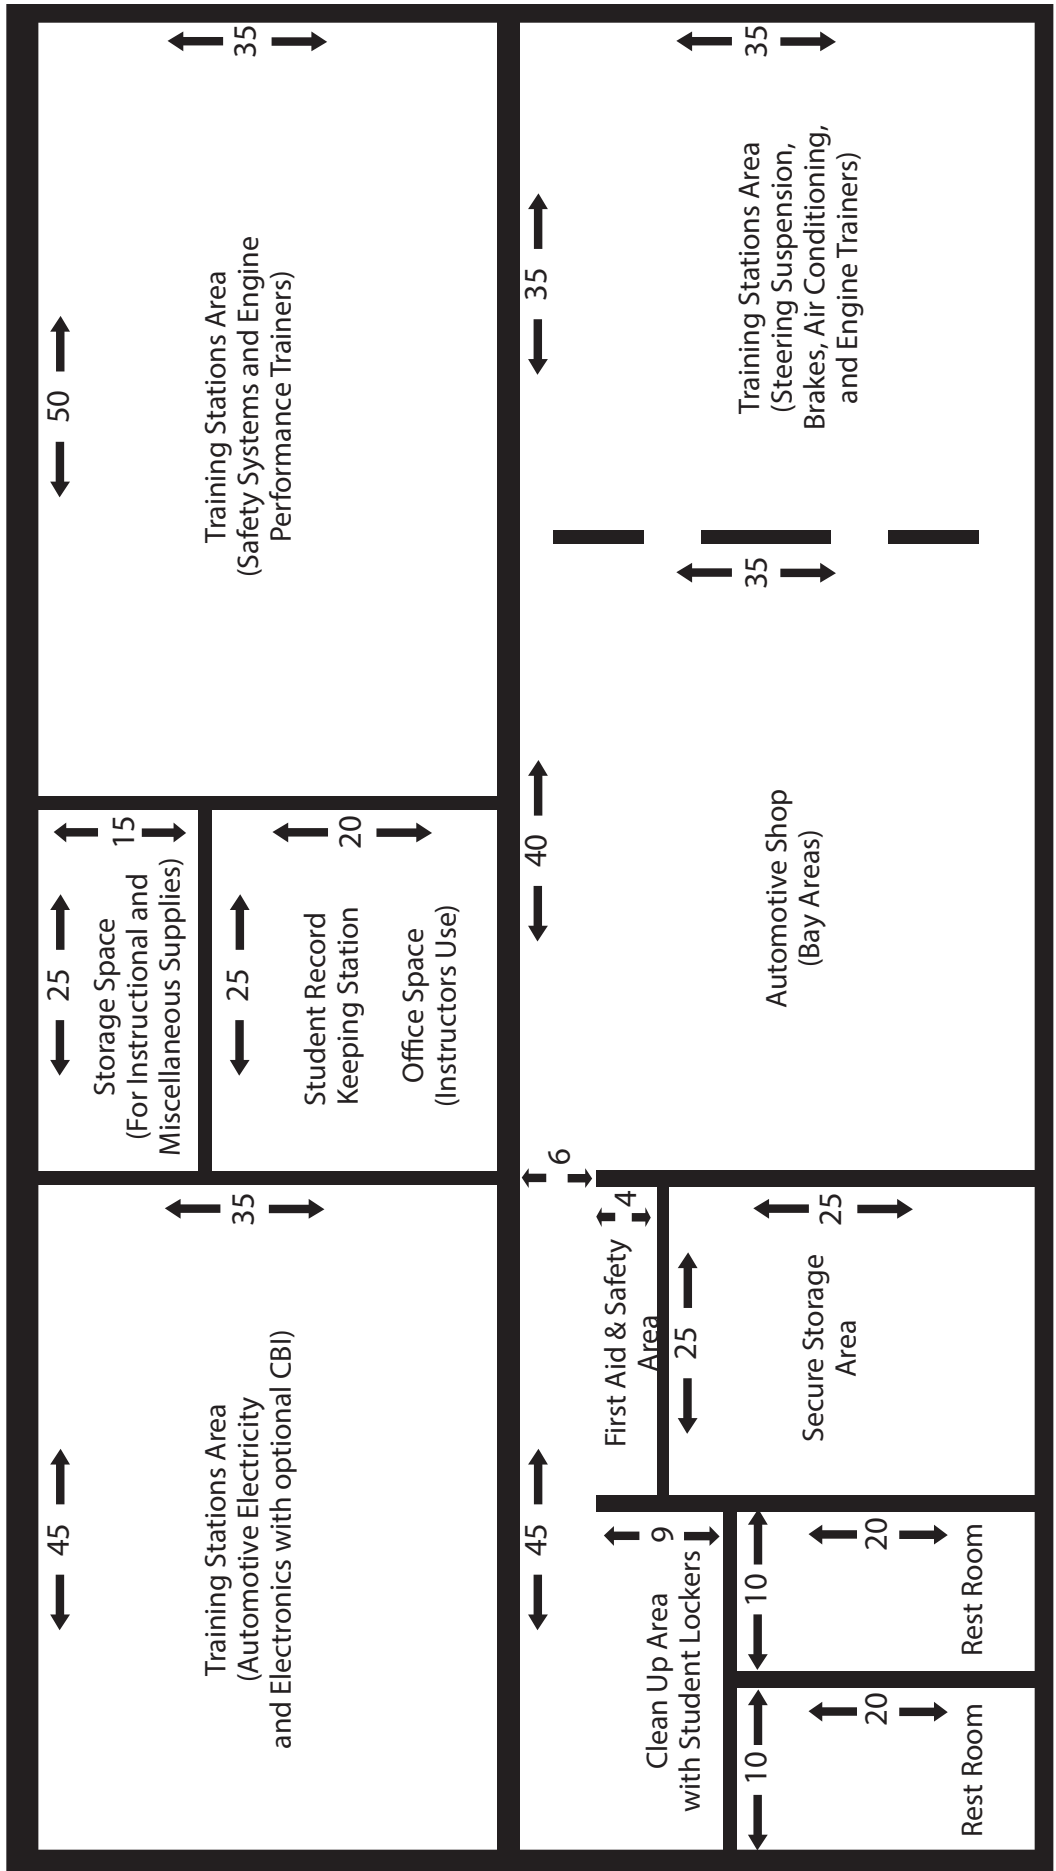 45
Training Stations Area
(Automotive Electricity
and Electronics with optional CBI)
35
25
Storage Space
(For Instructional and
Miscellaneous Supplies)
15
25
Student Record
Keeping Station
Office Space
(Instructors Use)
20
50
Training Stations Area
(Safety Systems and Engine
Performance Trainers)
35
45
Clean Up Area
with Student Lockers
9
10
20
Rest Room
10
20
Rest Room
6
First Aid & Safety
Area
4
25
Secure Storage
Area
25
40
Automotive Shop
(Bay Areas)
35
35
Training Stations Area
(Steering Suspension,
Brakes, Air Conditioning,
and Engine Trainers)
35